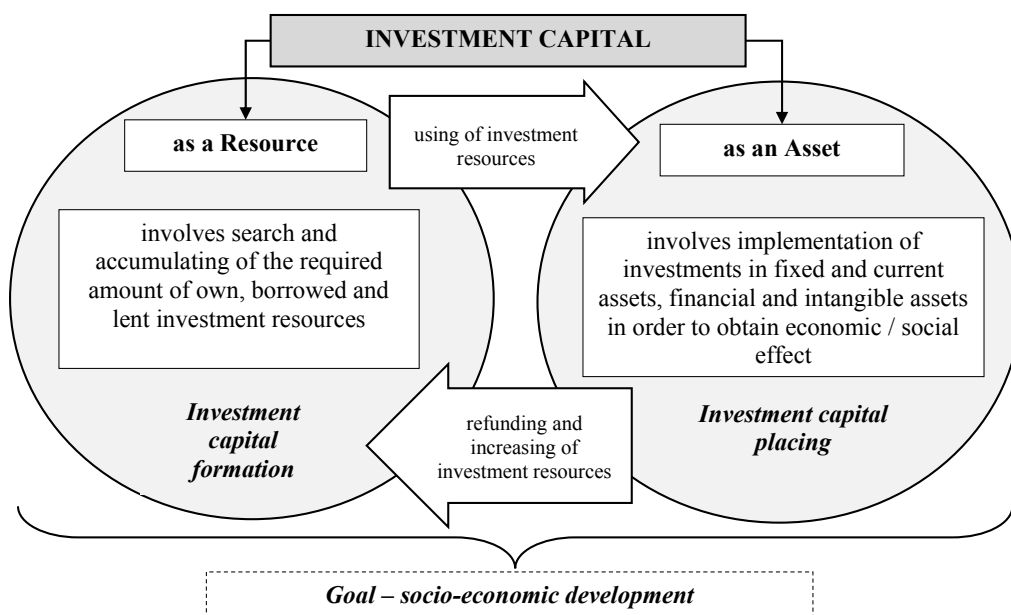 INVESTMENT CAPITAL
as a Resource
involves search and
accumulating of the required
amount of own, borrowed and
lent investment resources
Investment
capital
formation
using of investment
resources
refunding and
increasing of
investment resources
as an Asset
involves implementation of
investments in fixed and current
assets, financial and intangible assets
in order to obtain economic / social
effect
Investment capital
placing
Goal – socio-economic development